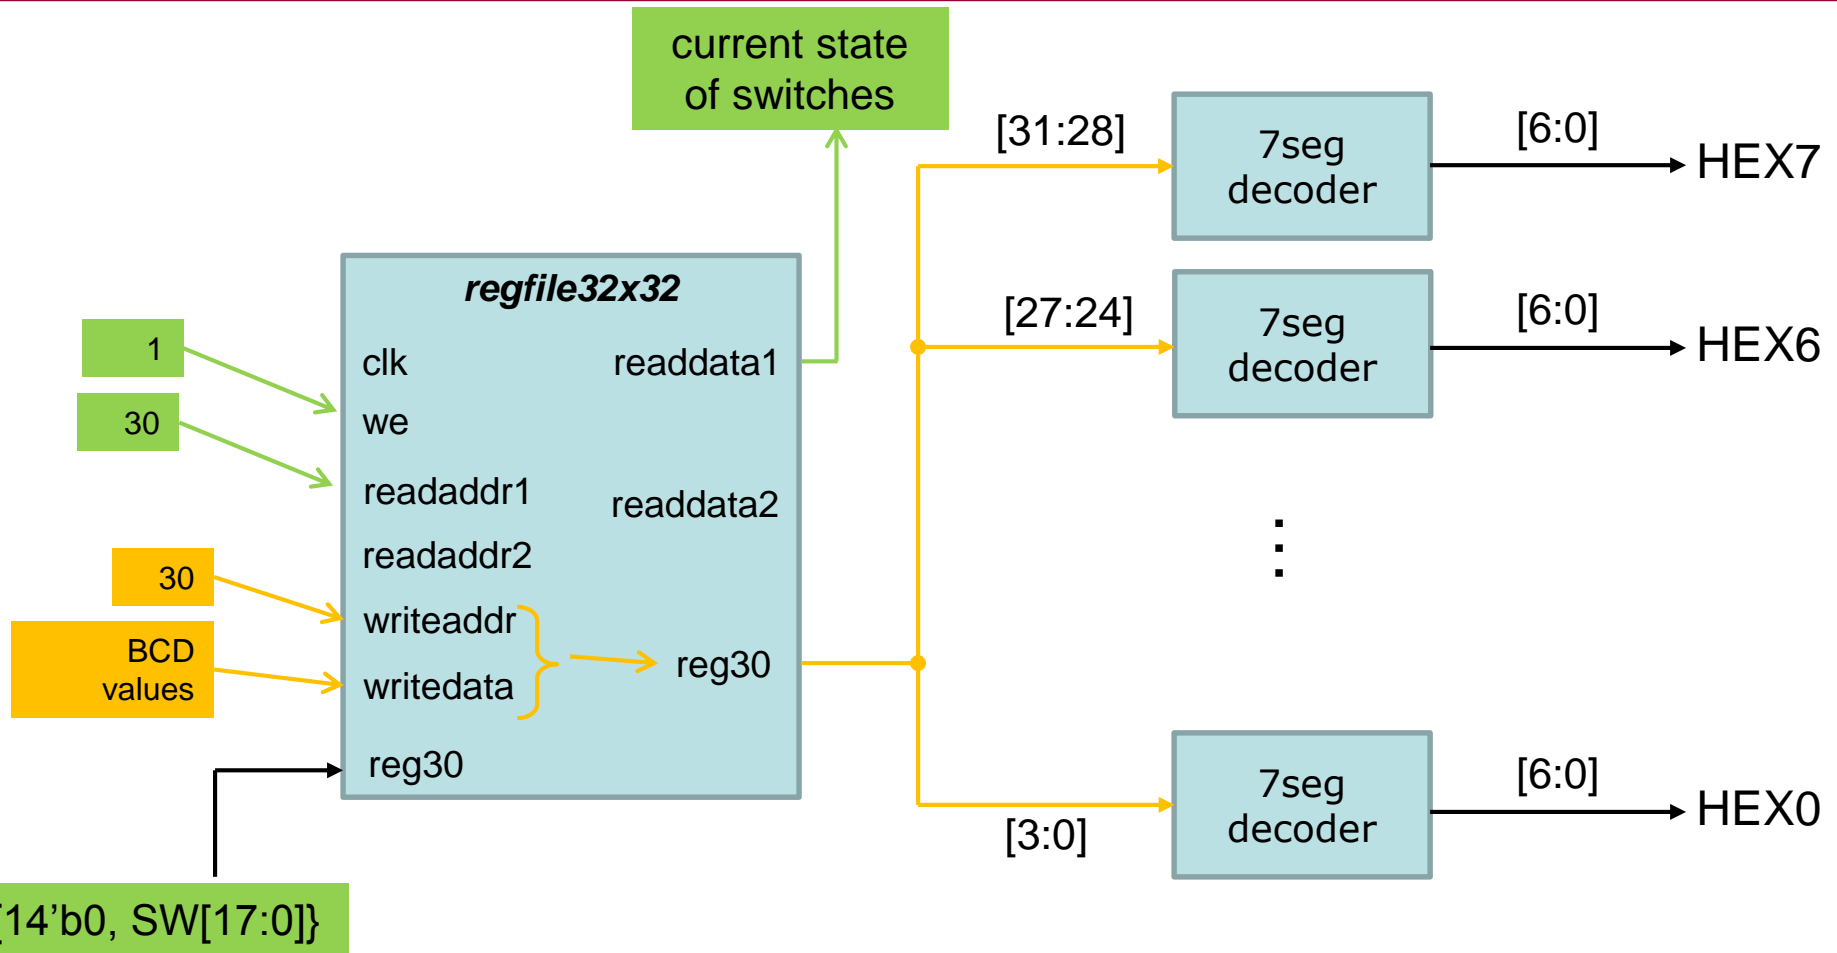 current state
of switches
[31:28]
7seg
decoder
[6:0]
HEX7
regfile32x32
[27:24]
7seg
decoder
[6:0]
HEX6
1
clk
readdata1
30
we
readaddr1
readdata2
readaddr2
30
writeaddr
BCD
values
writedata
reg30
reg30
[3:0]
7seg
decoder
[6:0]
HEX0
{14’b0, SW[17:0]}